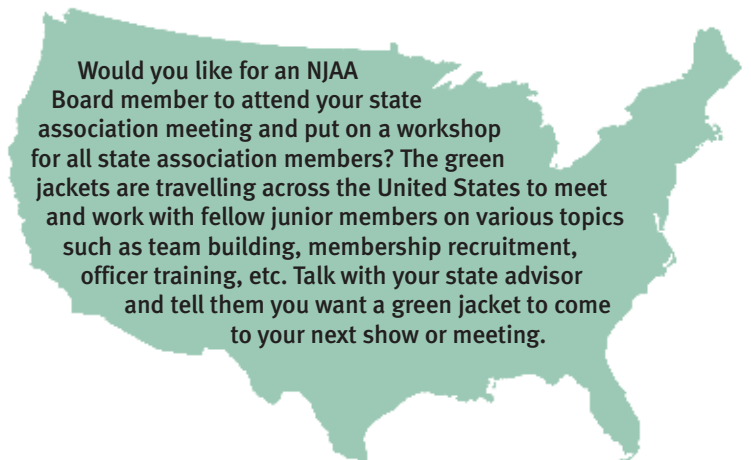 Would you like for an NJAA
Board member to attend your state
association meeting and put on a workshop
for all state association members? The green
jackets are travelling across the United States to meet
and work with fellow junior members on various topics
such as team building, membership recruitment,
officer training, etc. Talk with your state advisor
and tell them you want a green jacket to come
to your next show or meeting.